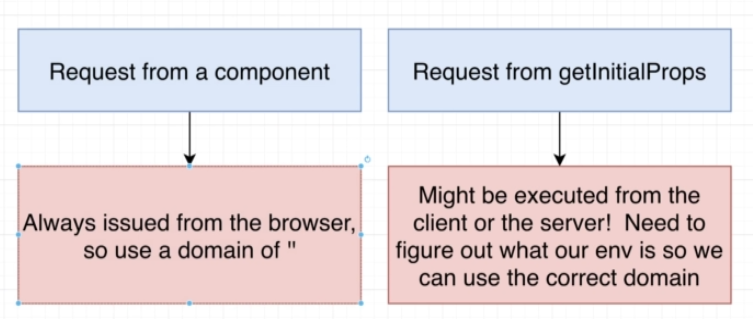 Request from a component
Request from getInitialProps
Always issued from the browser,
so use a domain of "
Might be executed from the
client or the server!  Need to
figure out what our env is so we
can use the correct domain